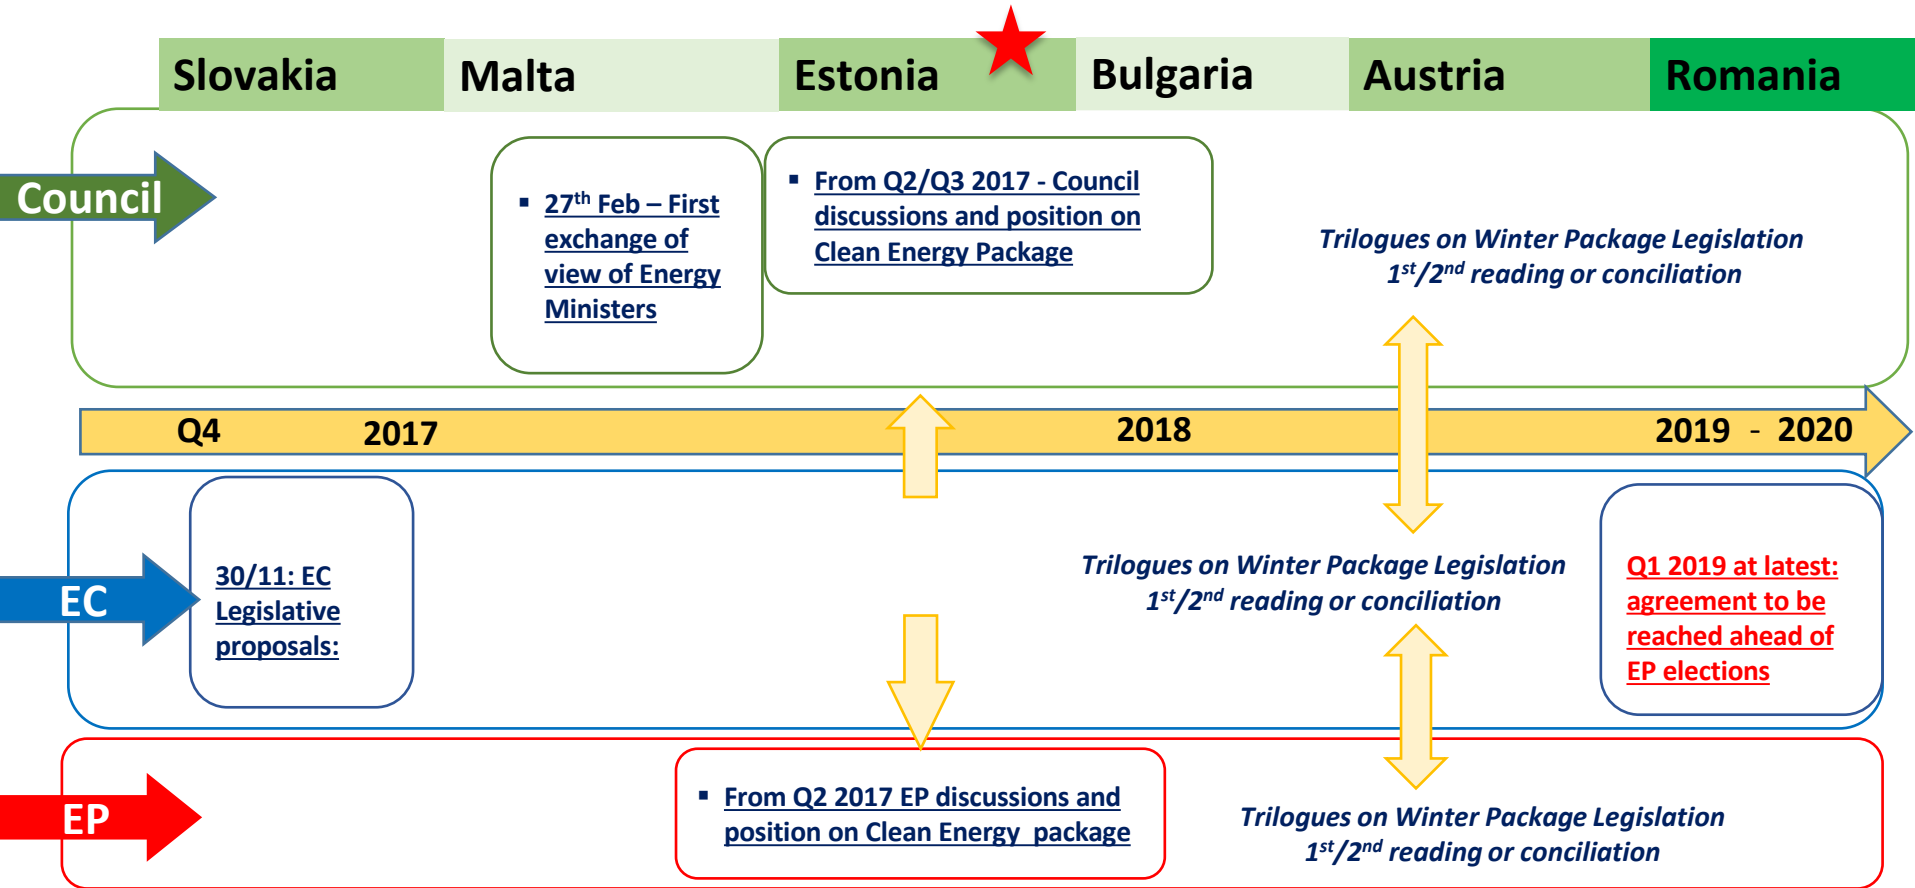 Slovakia Malta Estonia Bulgaria Austria Romania
Council
▪ 27th Feb – First
exchange of
view of Energy
Ministers
▪ From Q2/Q3 2017 - Council
discussions and position on
Clean Energy Package
Trilogues on Winter Package Legislation
1st/2nd reading or conciliation
Q4 2017 2018 2019 - 2020
EC
30/11: EC
Legislative
proposals:
Trilogues on Winter Package Legislation
1st/2nd reading or conciliation
Q1 2019 at latest:
agreement to be
reached ahead of
EP elections
EP
▪ From Q2 2017 EP discussions and
position on Clean Energy package
Trilogues on Winter Package Legislation
1st/2nd reading or conciliation